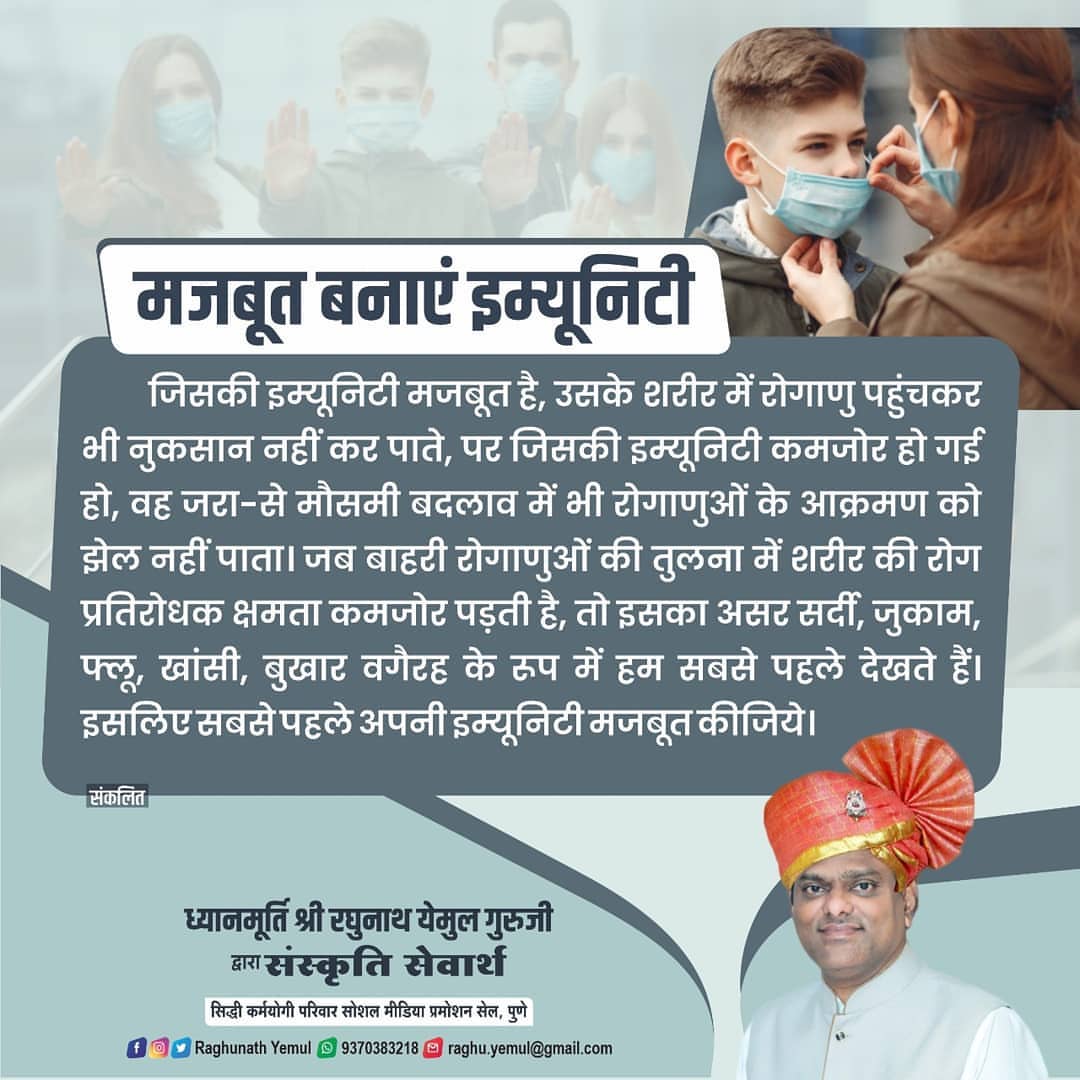 मजबूत बनाएं इम्यूनिटी
जिसकी इम्यूनिटी मजबूत है, उसके शरीर में रोगाणु पहुंचकर
भी नुकसान नहीं कर पाते, पर जिसकी इम्यूनिटी कमजोर हो गई
हो, वह जरा-से मौसमी बदलाव में भी रोगाणुओं के आक्रमण को
झेल नहीं पाता। जब बाहरी रोगाणुओं की तुलना में शरीर की रोग
प्रतिरोधक क्षमता कमजोर पड़ती है, तो इसका असर सर्दी, जुकाम,
फ्लू, खांसी, बुखार वगैरह के रूप में हम सबसे पहले देखते हैं।
इसलिए सबसे पहले अपनी इम्यूनिटी मजबूत कीजिये।
संकलित
ध्यानमूर्ति श्री रघुनाथ येमुल गुरुजी
द्वारा संस्कृति सेवार्थ
सिद्धी कर्मयोगी परिवार सोशल मीडिया प्रमोशन सेल, पुणे
Raghunath Yemul 9370383218 raghu.yemul@gmail.com